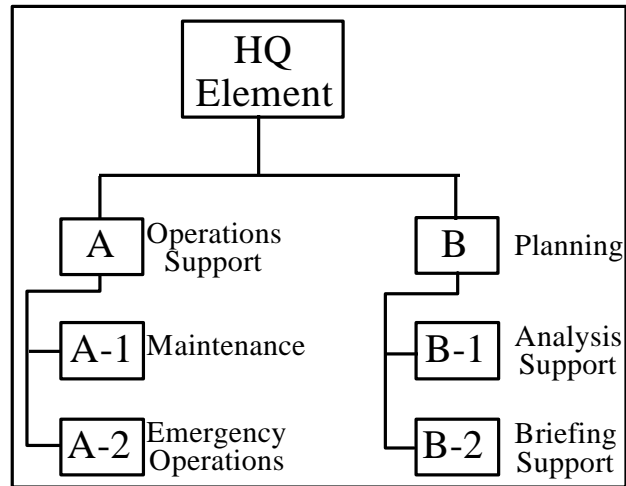 HQ
Element
A
Operations
Support
B
Planning
A-1
Maintenance
B-1
Analysis
Support
A-2
Emergency
Operations
B-2
Briefing
Support